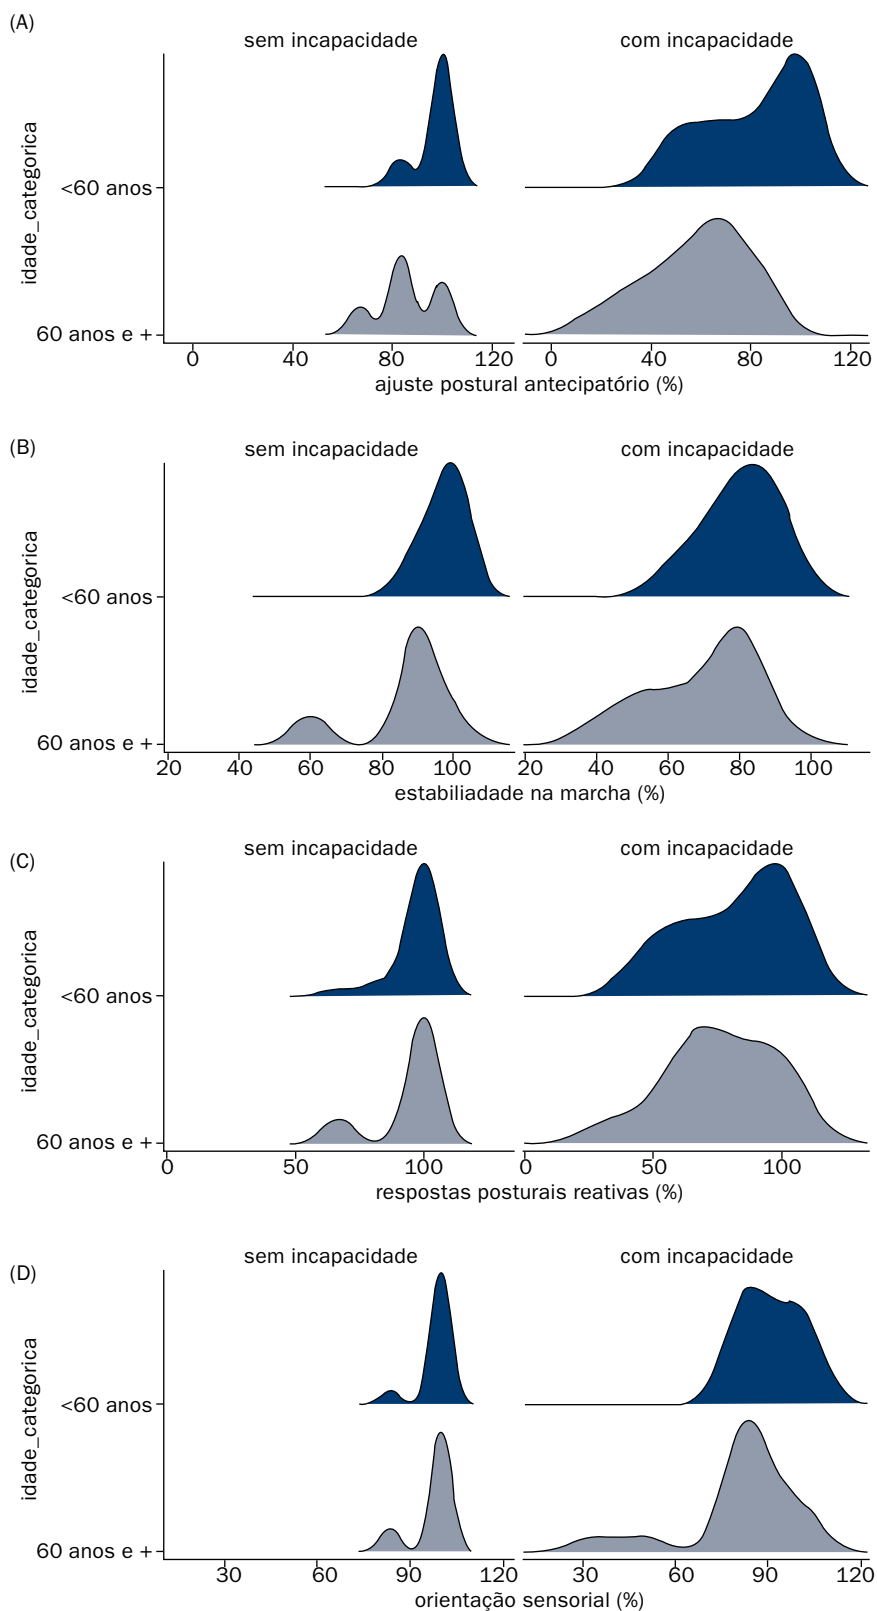 (A)
sem incapacidade com incapacidade
idade_categorica
<60 anos
60 anos e +
0 40 80 120 0 40 80 120
ajuste postural antecipatório (%)
(B)
sem incapacidade com incapacidade
idade_categorica
<60 anos
60 anos e +
20 40 60 80 100 20 40 60 80 100
estabiliadade na marcha (%)
(C)
sem incapacidade com incapacidade
idade_categorica
<60 anos
60 anos e +
0 50 100 0 50 100
respostas posturais reativas (%)
(D)
sem incapacidade com incapacidade
idade_categorica
<60 anos
60 anos e +
30 60 90 120 30 60 90 120
orientação sensorial (%)